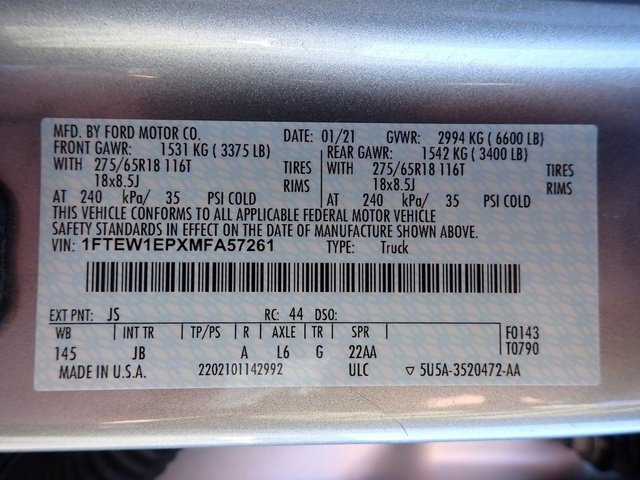 MFD. BY FORD MOTOR CO. DATE: 01/21 GVWR: 2994 KG ( 6600 LB)
FRONT GAWR: 1531 KG ( 3375 LB) REAR GAWR: 1542 KG ( 3400 LB)
WITH 275/65R18 116T TIRES WITH 275/65R18 116T TIRES
18x8.5J RIMS 18x8.5J RIMS
AT 240 kPa/ 35 PSI COLD AT 240 kPa/ 35 PSI COLD
THIS VEHICLE CONFORMS TO ALL APPLICABLE FEDERAL MOTOR VEHICLE
SAFETY STANDARDS IN EFFECT ON THE DATE OF MANUFACTURE SHOWN ABOVE.
VIN: 1FTEW1EPXMFA57261 TYPE: Truck
EXT PNT: JS RC: 44 DSO:
WB INT TR TP/PS R AXLE TR SPR F0143
145 JB A L6 G 22AA T0790
MADE IN U.S.A. 2202101142992 ULC ▽ 5U5A-3520472-AA